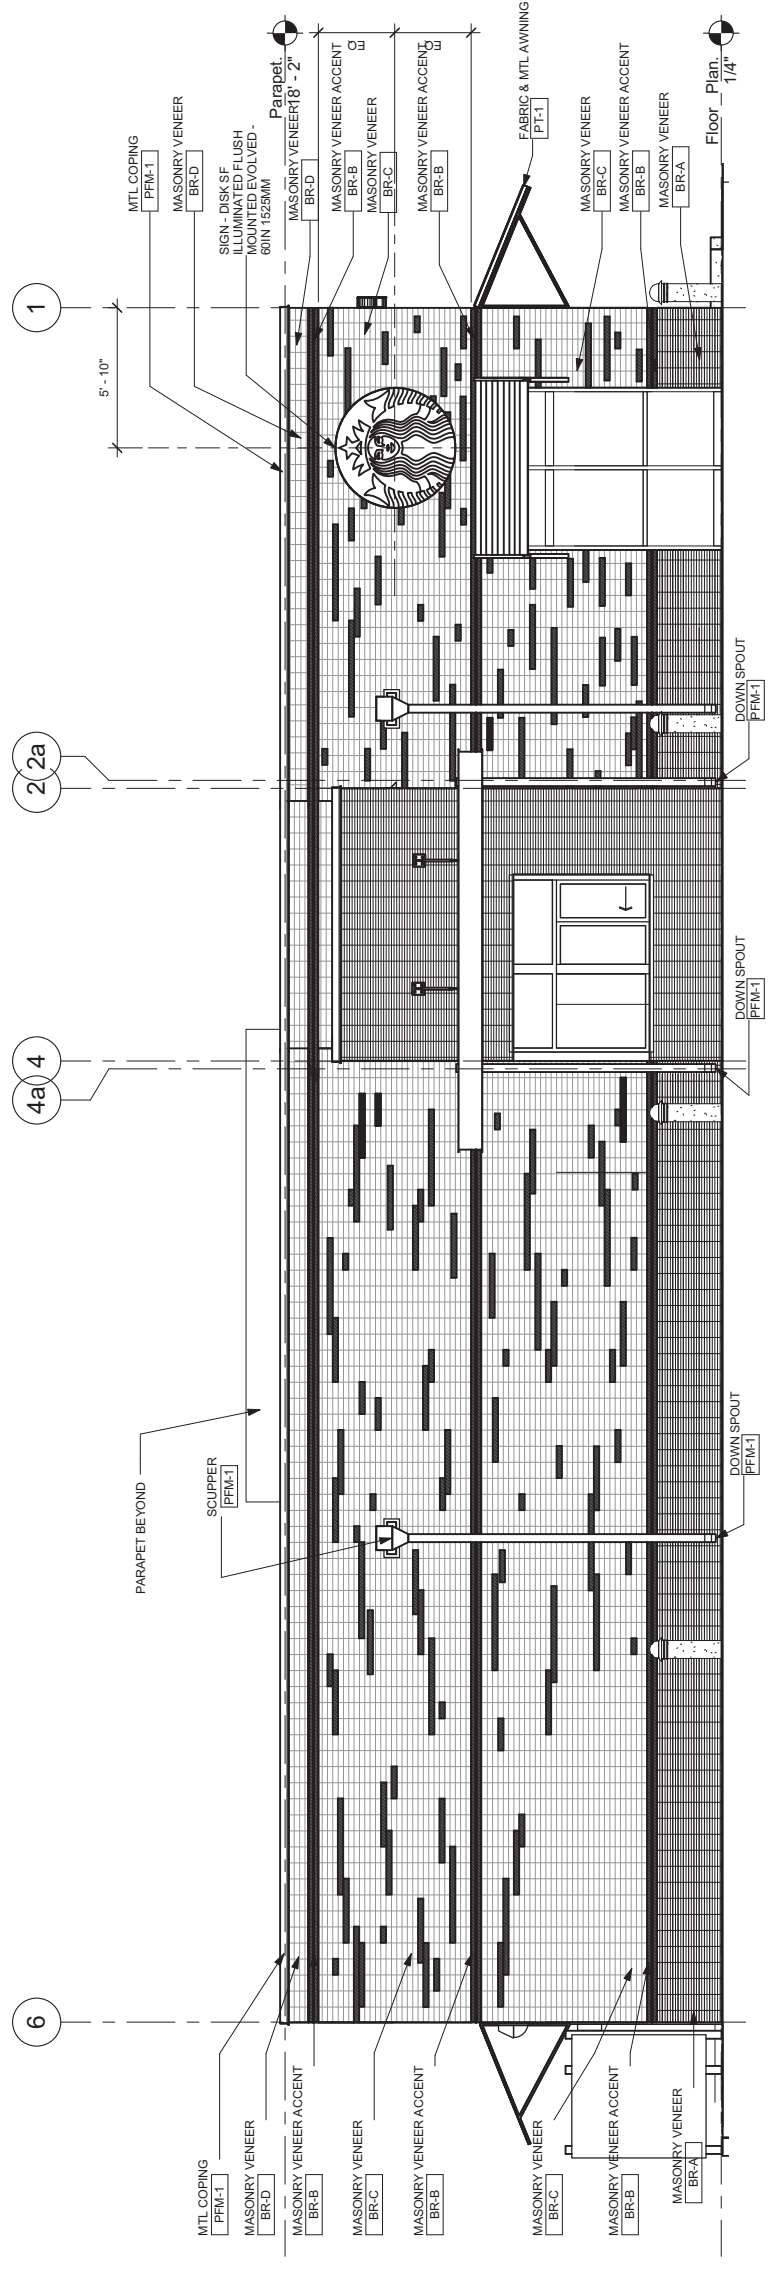 6
4a
4
2
2a
1
5' - 10"
PARAPET BEYOND
SCUPPER
PFM-1
MTL COPING
PFM-1
MASONRY VENEER
BR-D
MASONRY VENEER ACCENT
BR-B
MASONRY VENEER
BR-C
MASONRY VENEER ACCENT
BR-B
MASONRY VENEER
BR-C
MASONRY VENEER ACCENT
BR-B
MASONRY VENEER
BR-A
DOWN SPOUT
PFM-1
DOWN SPOUT
PFM-1
DOWN SPOUT
PFM-1
MTL COPING
PFM-1
MASONRY VENEER
BR-D
SIGN - DISK SF
ILLUMINATED FLUSH
MOUNTED EVOLVED -
60IN 1525MM
Parapet.
18' - 2"
MASONRY VENEER
BR-D
MASONRY VENEER ACCENT
BR-B
EQ
MASONRY VENEER
BR-C
EQ
MASONRY VENEER ACCENT
BR-B
FABRIC & MTL AWNING
PT-1
MASONRY VENEER
BR-C
MASONRY VENEER ACCENT
BR-B
MASONRY VENEER
BR-A
Floor Plan.
1/4"